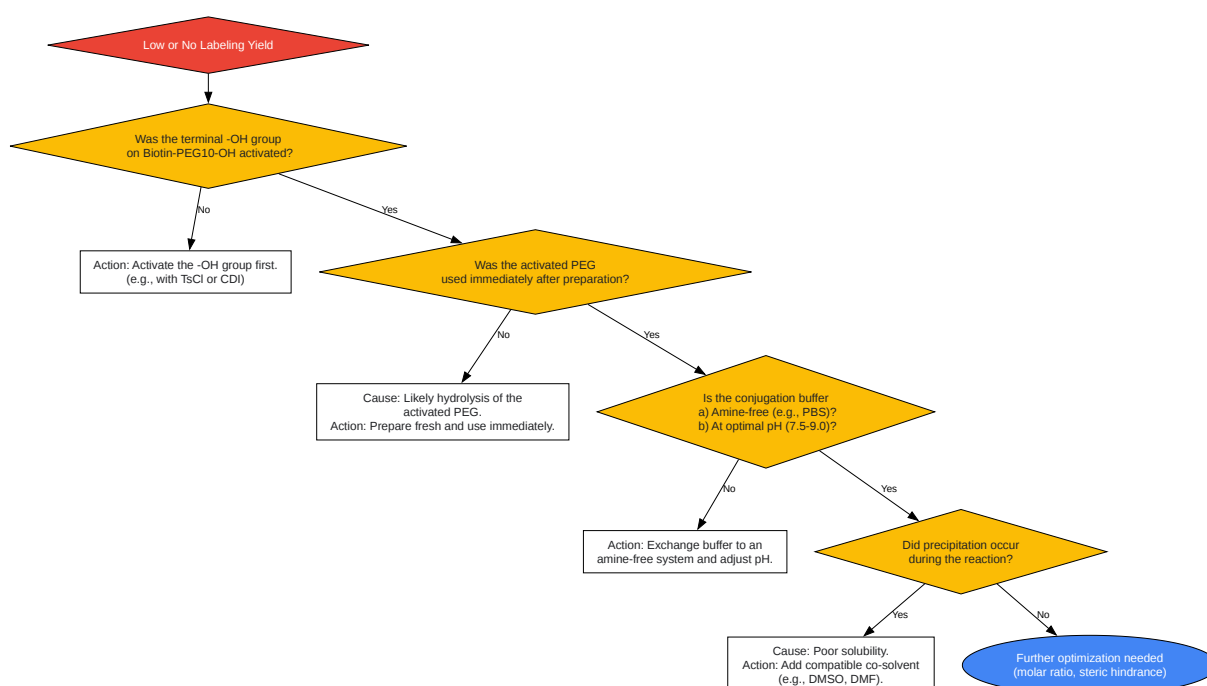 Low or No Labeling Yield
Was the terminal -OH group
on Biotin-PEG10-OH activated?
No
Yes
Action: Activate the -OH group first.
(e.g., with TsCl or CDI)
Was the activated PEG
used immediately after preparation?
No
Yes
Cause: Likely hydrolysis of the
activated PEG.
Action: Prepare fresh and use immediately.
Is the conjugation buffer
a) Amine-free (e.g., PBS)?
b) At optimal pH (7.5-9.0)?
No
Yes
Action: Exchange buffer to an
amine-free system and adjust pH.
Did precipitation occur
during the reaction?
Yes
No
Cause: Poor solubility.
Action: Add compatible co-solvent
(e.g., DMSO, DMF).
Further optimization needed
(molar ratio, steric hindrance)